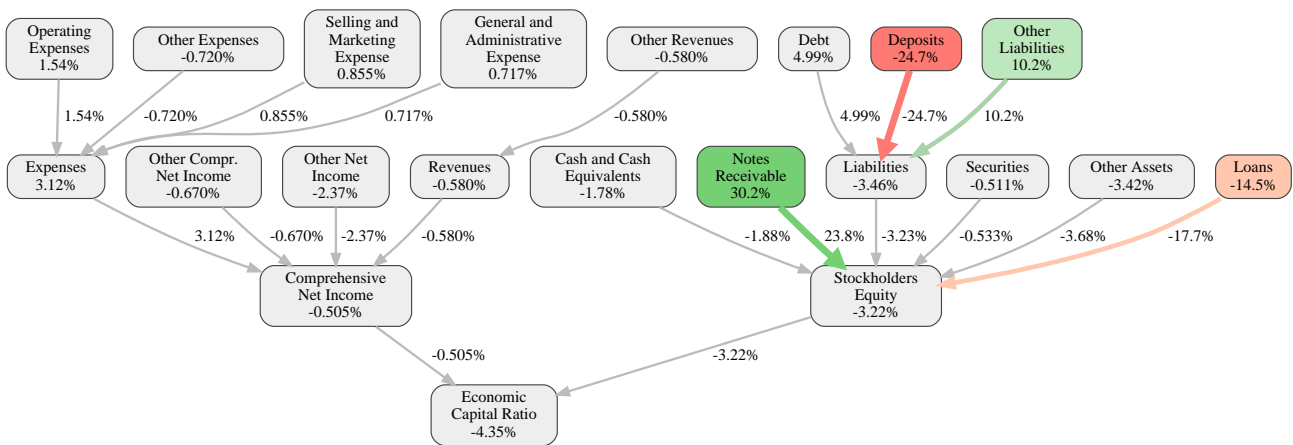 Operating
Expenses
1.54%
Other Expenses
-0.720%
Selling and
Marketing
Expense
0.855%
General and
Administrative
Expense
0.717%
Other Revenues
-0.580%
Debt
4.99%
Deposits
-24.7%
Other
Liabilities
10.2%
1.54%
-0.720%
0.855%
0.717%
-0.580%
4.99%
-24.7%
10.2%
Expenses
3.12%
Other Compr.
Net Income
-0.670%
Other Net
Income
-2.37%
Revenues
-0.580%
Cash and Cash
Equivalents
-1.78%
Notes
Receivable
30.2%
Liabilities
-3.46%
Securities
-0.511%
Other Assets
-3.42%
Loans
-14.5%
3.12%
-0.670%
-2.37%
-0.580%
-1.88%
23.8%
-3.23%
-0.533%
-3.68%
-17.7%
Comprehensive
Net Income
-0.505%
Stockholders
Equity
-3.22%
-0.505%
-3.22%
Economic
Capital Ratio
-4.35%